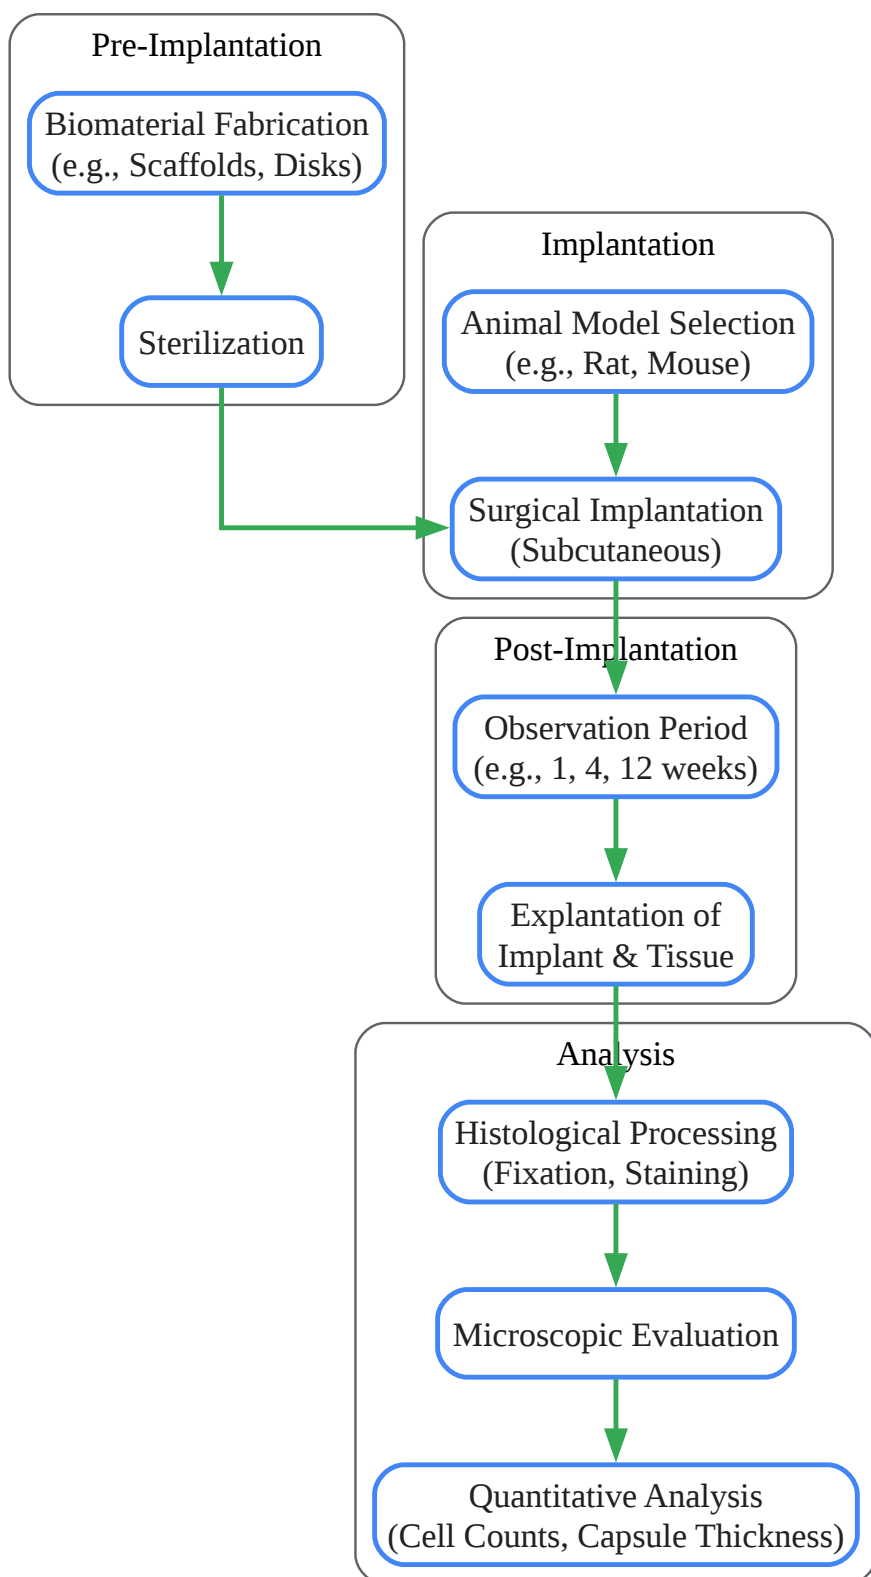 Pre-Implantation
Biomaterial Fabrication
(e.g., Scaffolds, Disks)
Sterilization
Implantation
Animal Model Selection
(e.g., Rat, Mouse)
Surgical Implantation
(Subcutaneous)
Post-Implantation
Observation Period
(e.g., 1, 4, 12 weeks)
Explantation of
Implant & Tissue
Analysis
Histological Processing
(Fixation, Staining)
Microscopic Evaluation
Quantitative Analysis
(Cell Counts, Capsule Thickness)